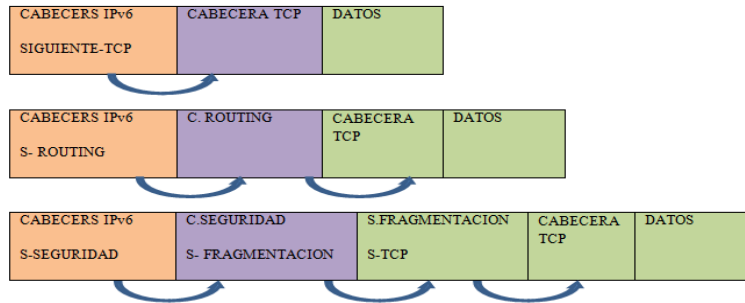 CABECERS IPv6
SIGUIENTE-TCP
CABECERA TCP
DATOS
CABECERS IPv6
S- ROUTING
C. ROUTING
CABECERA
TCP
DATOS
CABECERS IPv6
S-SEGURIDAD
C.SEGURIDAD
S- FRAGMENTACION
S.FRAGMENTACION
S-TCP
CABECERA
TCP
DATOS